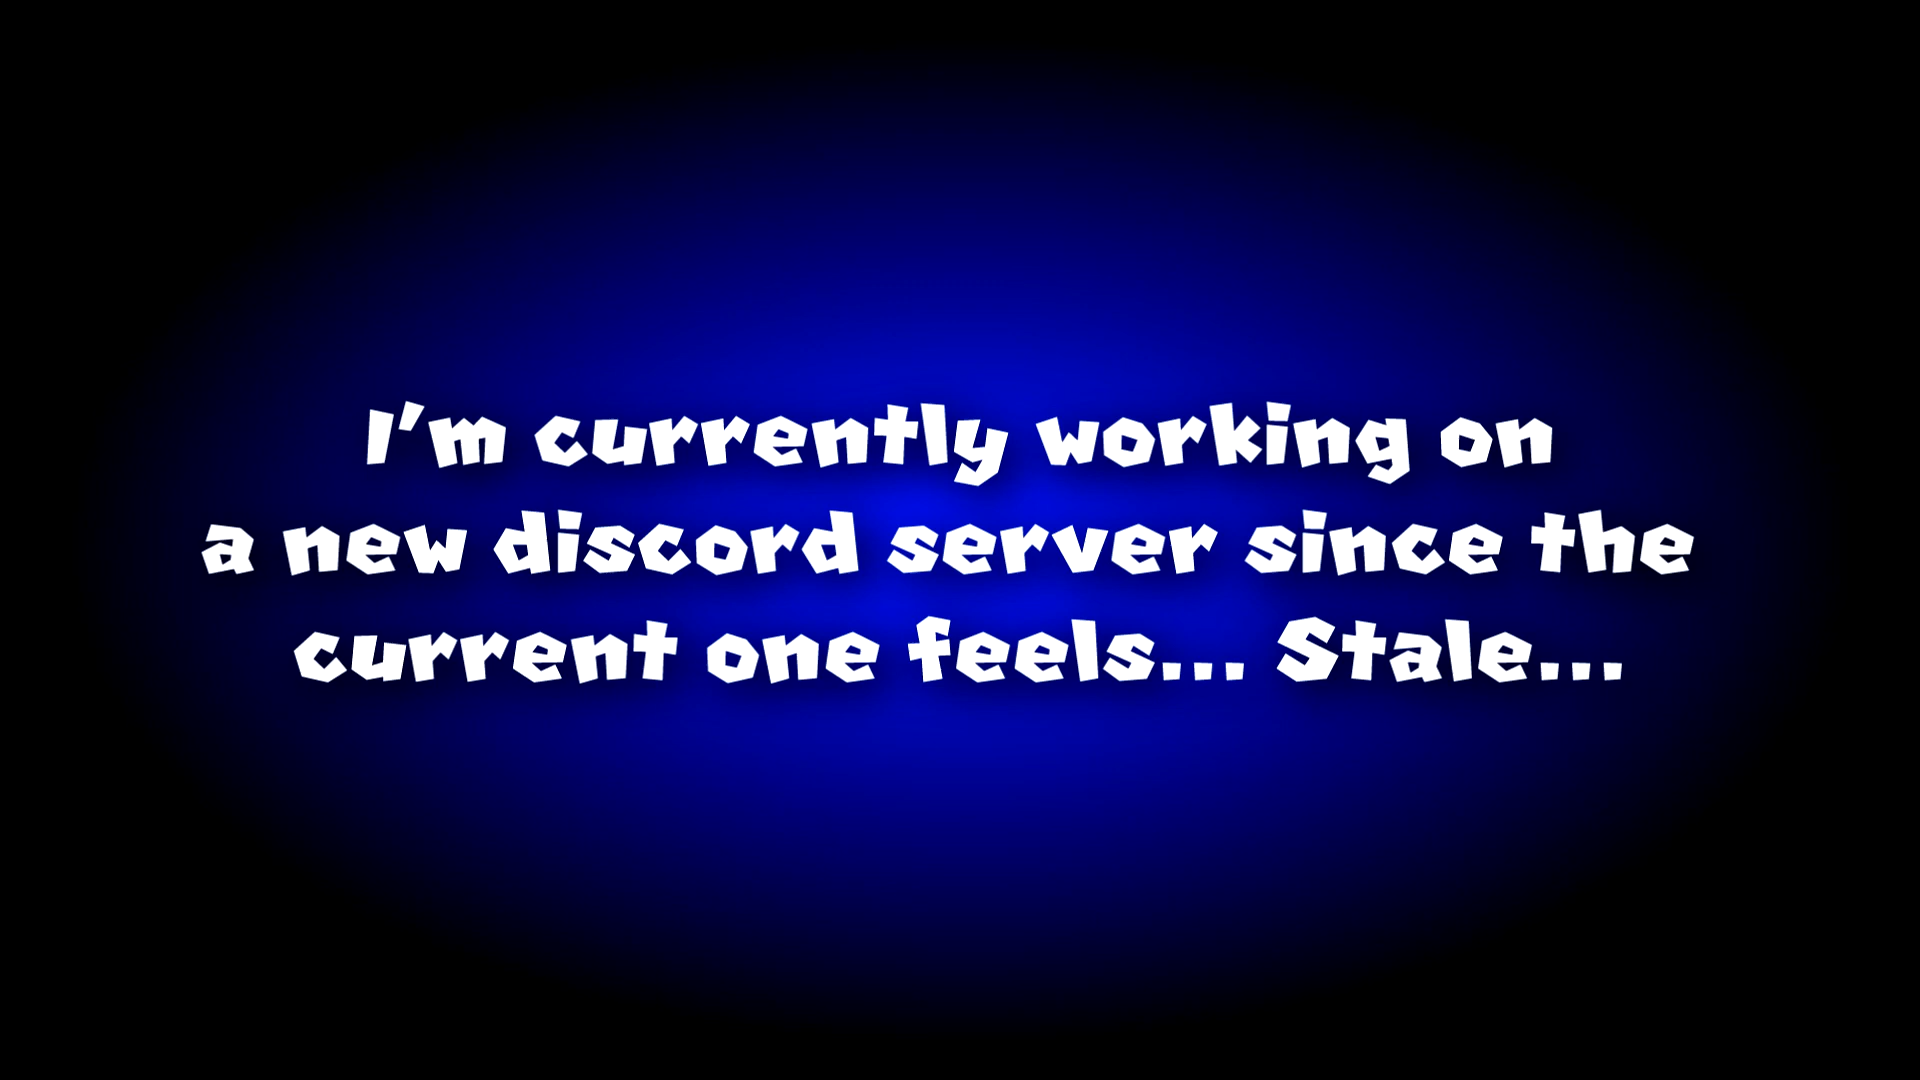 I'm currently working on
a new discord server since the
current one feels... Stale...